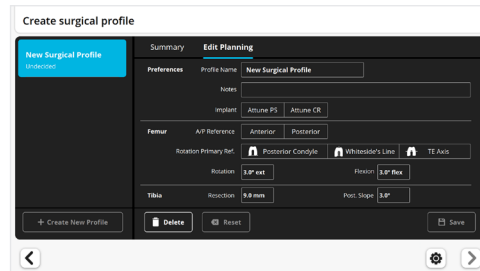 Create surgical profile
New Surgical Profile
Undecided
Summary Edit Planning
Preferences Profile Name New Surgical Profile
Notes
Implant Attune PS Attune CR
Femur A/P Reference Anterior Posterior
Rotation Primary Ref. Posterior Condyle Whiteside's Line TE Axis
Rotation 3.0° ext Flexion 3.0° flex
Tibia Resection 9.0 mm Post. Slope 3.0°
+ Create New Profile Delete Reset Save